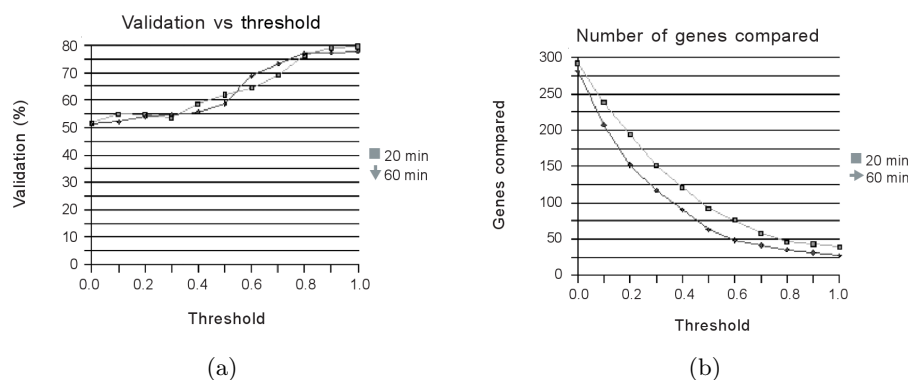 Validation vs threshold
80
70
60
50
40
30
20
10
0
Validation (%)
0.0 0.2 0.4 0.6 0.8 1.0
Threshold
20 min
60 min
(a)
Number of genes compared
300
250
200
150
100
50
0
Genes compared
0.0 0.2 0.4 0.6 0.8 1.0
Threshold
20 min
60 min
(b)